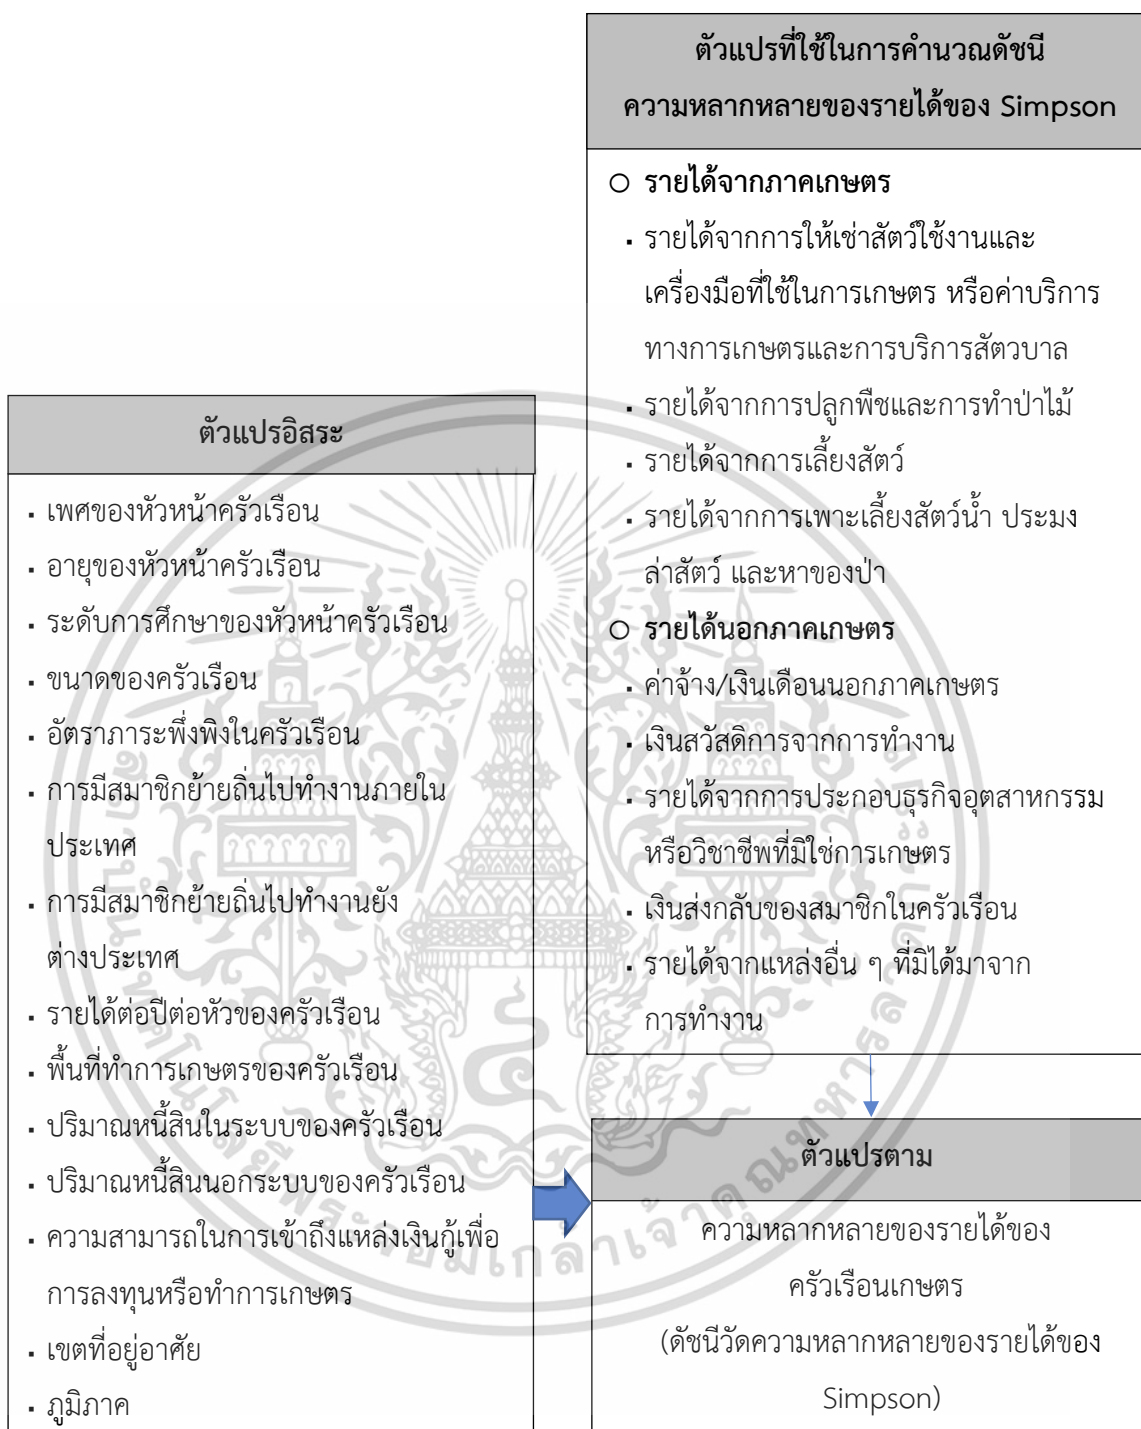 ตัวแปรที่ใช้ในการคำนวณดัชนี
ความหลากหลายของรายได้ของ Simpson
○ รายได้จากภาคเกษตร
▪ รายได้จากการให้เช่าสัตว์ใช้งานและ
เครื่องมือที่ใช้ในการเกษตร หรือค่าบริการ
ทางการเกษตรและการบริการสัตวบาล
▪ รายได้จากการปลูกพืชและการทำป่าไม้
▪ รายได้จากการเลี้ยงสัตว์
▪ รายได้จากการเพาะเลี้ยงสัตว์น้ำ ประมง
ล่าสัตว์ และหาของป่า
○ รายได้นอกภาคเกษตร
▪ ค่าจ้าง/เงินเดือนนอกภาคเกษตร
▪ เงินสวัสดิการจากการทำงาน
▪ รายได้จากการประกอบธุรกิจอุตสาหกรรม
หรือวิชาชีพที่มิใช่การเกษตร
▪ เงินส่งกลับของสมาชิกในครัวเรือน
▪ รายได้จากแหล่งอื่น ๆ ที่มิได้มาจาก
การทำงาน
ตัวแปรอิสระ
▪ เพศของหัวหน้าครัวเรือน
▪ อายุของหัวหน้าครัวเรือน
▪ ระดับการศึกษาของหัวหน้าครัวเรือน
▪ ขนาดของครัวเรือน
▪ อัตราภาระพึ่งพิงในครัวเรือน
▪ การมีสมาชิกย้ายถิ่นไปทำงานภายใน
ประเทศ
▪ การมีสมาชิกย้ายถิ่นไปทำงานยัง
ต่างประเทศ
▪ รายได้ต่อปีต่อหัวของครัวเรือน
▪ พื้นที่ทำการเกษตรของครัวเรือน
▪ ปริมาณหนี้สินในระบบของครัวเรือน
▪ ปริมาณหนี้สินนอกระบบของครัวเรือน
▪ ความสามารถในการเข้าถึงแหล่งเงินกู้เพื่อ
การลงทุนหรือทำการเกษตร
▪ เขตที่อยู่อาศัย
▪ ภูมิภาค
ตัวแปรตาม
ความหลากหลายของรายได้ของ
ครัวเรือนเกษตร
(ดัชนีวัดความหลากหลายของรายได้ของ
Simpson)
สถาบันเทคโนโลยีพระจอมเกล้าเจ้าคุณทหารลาดกระบัง